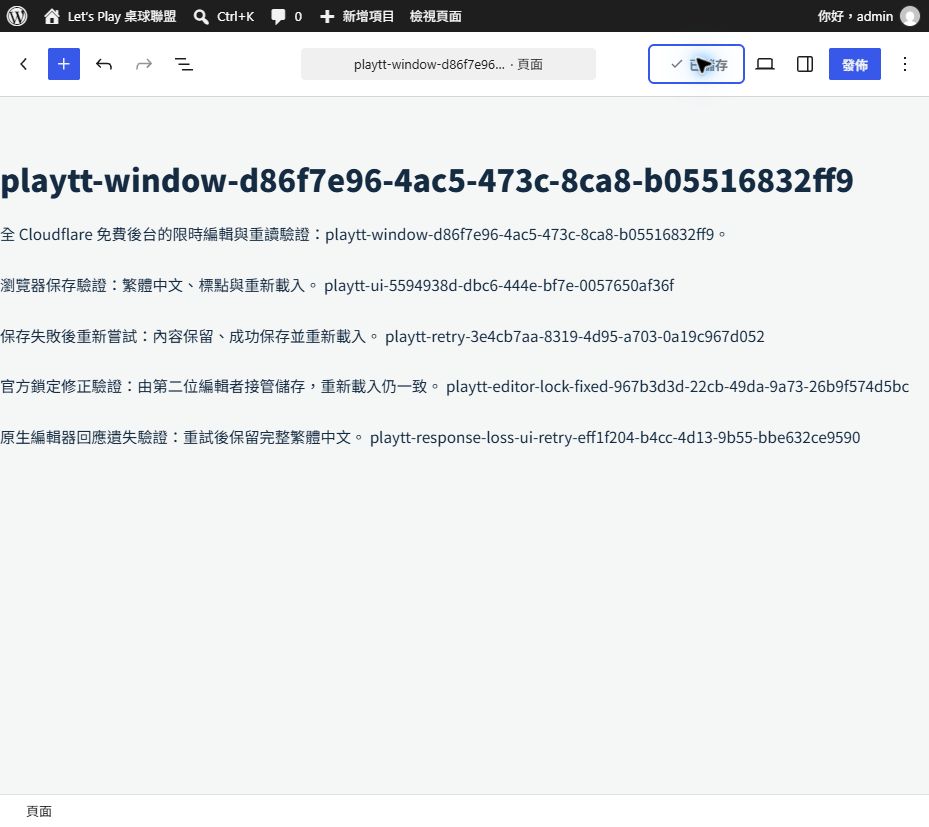 Let's Play 桌球聯盟 Ctrl+K 0 新增項目 檢視頁面 你好，admin
playtt-window-d86f7e96... · 頁面
發佈
playtt-window-d86f7e96-4ac5-473c-8ca8-b05516832ff9
全 Cloudflare 免費後台的限時編輯與重讀驗證：playtt-window-d86f7e96-4ac5-473c-8ca8-b05516832ff9。
瀏覽器保存驗證：繁體中文、標點與重新載入。 playtt-ui-5594938d-dbc6-444e-bf7e-0057650af36f
保存失敗後重新嘗試：內容保留、成功保存並重新載入。 playtt-retry-3e4cb7aa-8319-4d95-a703-0a19c967d052
官方鎖定修正驗證：由第二位編輯者接管儲存，重新載入仍一致。 playtt-editor-lock-fixed-967b3d3d-22cb-49da-9a73-26b9f574d5bc
原生編輯器回應遺失驗證：重試後保留完整繁體中文。 playtt-response-loss-ui-retry-eff1f204-b4cc-4d13-9b55-bbe632ce9590
頁面